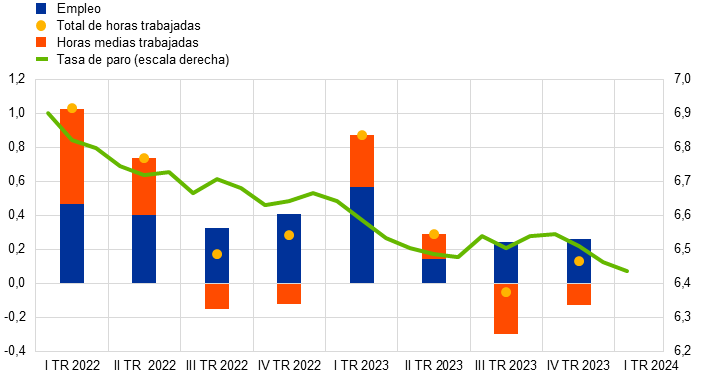 Empleo
Total de horas trabajadas
Horas medias trabajadas
Tasa de paro (escala derecha)
1,2 7,0
1,0 6,9
0,8 6,8
0,6 6,7
0,4 6,6
0,2 6,5
0,0 6,4
-0,2 6,3
-0,4 6,2
I TR 2022 II TR 2022 III TR 2022 IV TR 2022 I TR 2023 II TR 2023 III TR 2023 IV TR 2023 I TR 2024